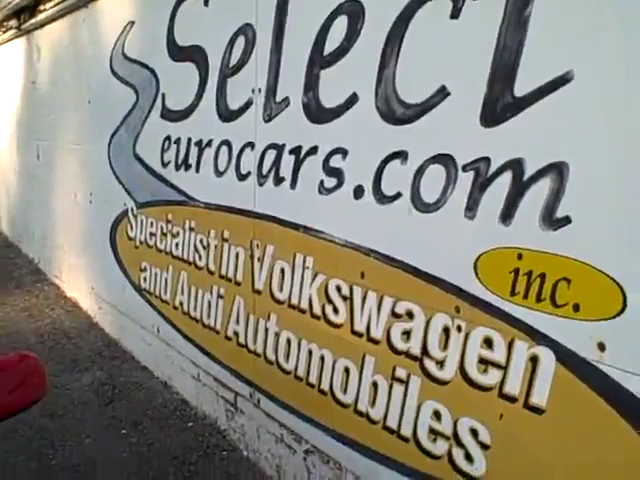 Select
eurocars.com
inc.
Specialist in Volkswagen
and Audi Automobiles